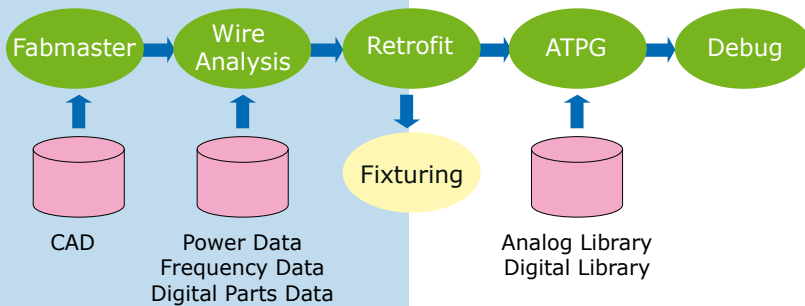 Fabmaster
Wire
Analysis
Retrofit
ATPG
Debug
Fixturing
CAD
Power Data
Frequency Data
Digital Parts Data
Analog Library
Digital Library